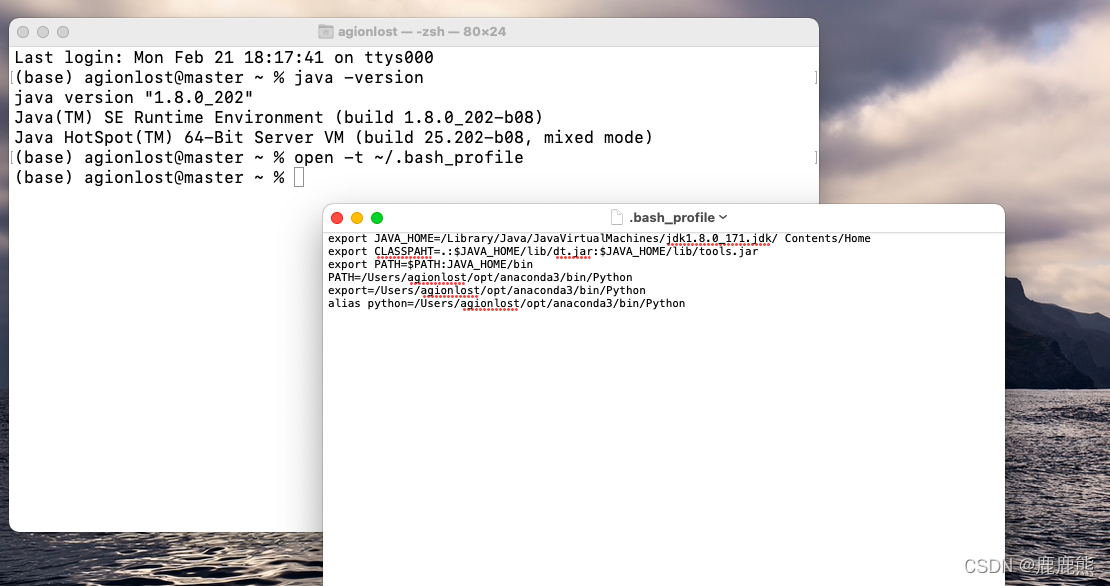 agionlost — -zsh — 80×24
Last login: Mon Feb 21 18:17:41 on ttys000
[(base) agionlost@master ~ % java -version ]
java version "1.8.0_202"
Java(TM) SE Runtime Environment (build 1.8.0_202-b08)
Java HotSpot(TM) 64-Bit Server VM (build 25.202-b08, mixed mode)
[(base) agionlost@master ~ % open -t ~/.bash_profile ]
(base) agionlost@master ~ %
.bash_profile
export JAVA_HOME=/Library/Java/JavaVirtualMachines/jdk1.8.0_171.jdk/ Contents/Home
export CLASSPAHT=.:$JAVA_HOME/lib/dt.jar:$JAVA_HOME/lib/tools.jar
export PATH=$PATH:JAVA_HOME/bin
PATH=/Users/agionlost/opt/anaconda3/bin/Python
export=/Users/agionlost/opt/anaconda3/bin/Python
alias python=/Users/agionlost/opt/anaconda3/bin/Python
CSDN @鹿鹿熊